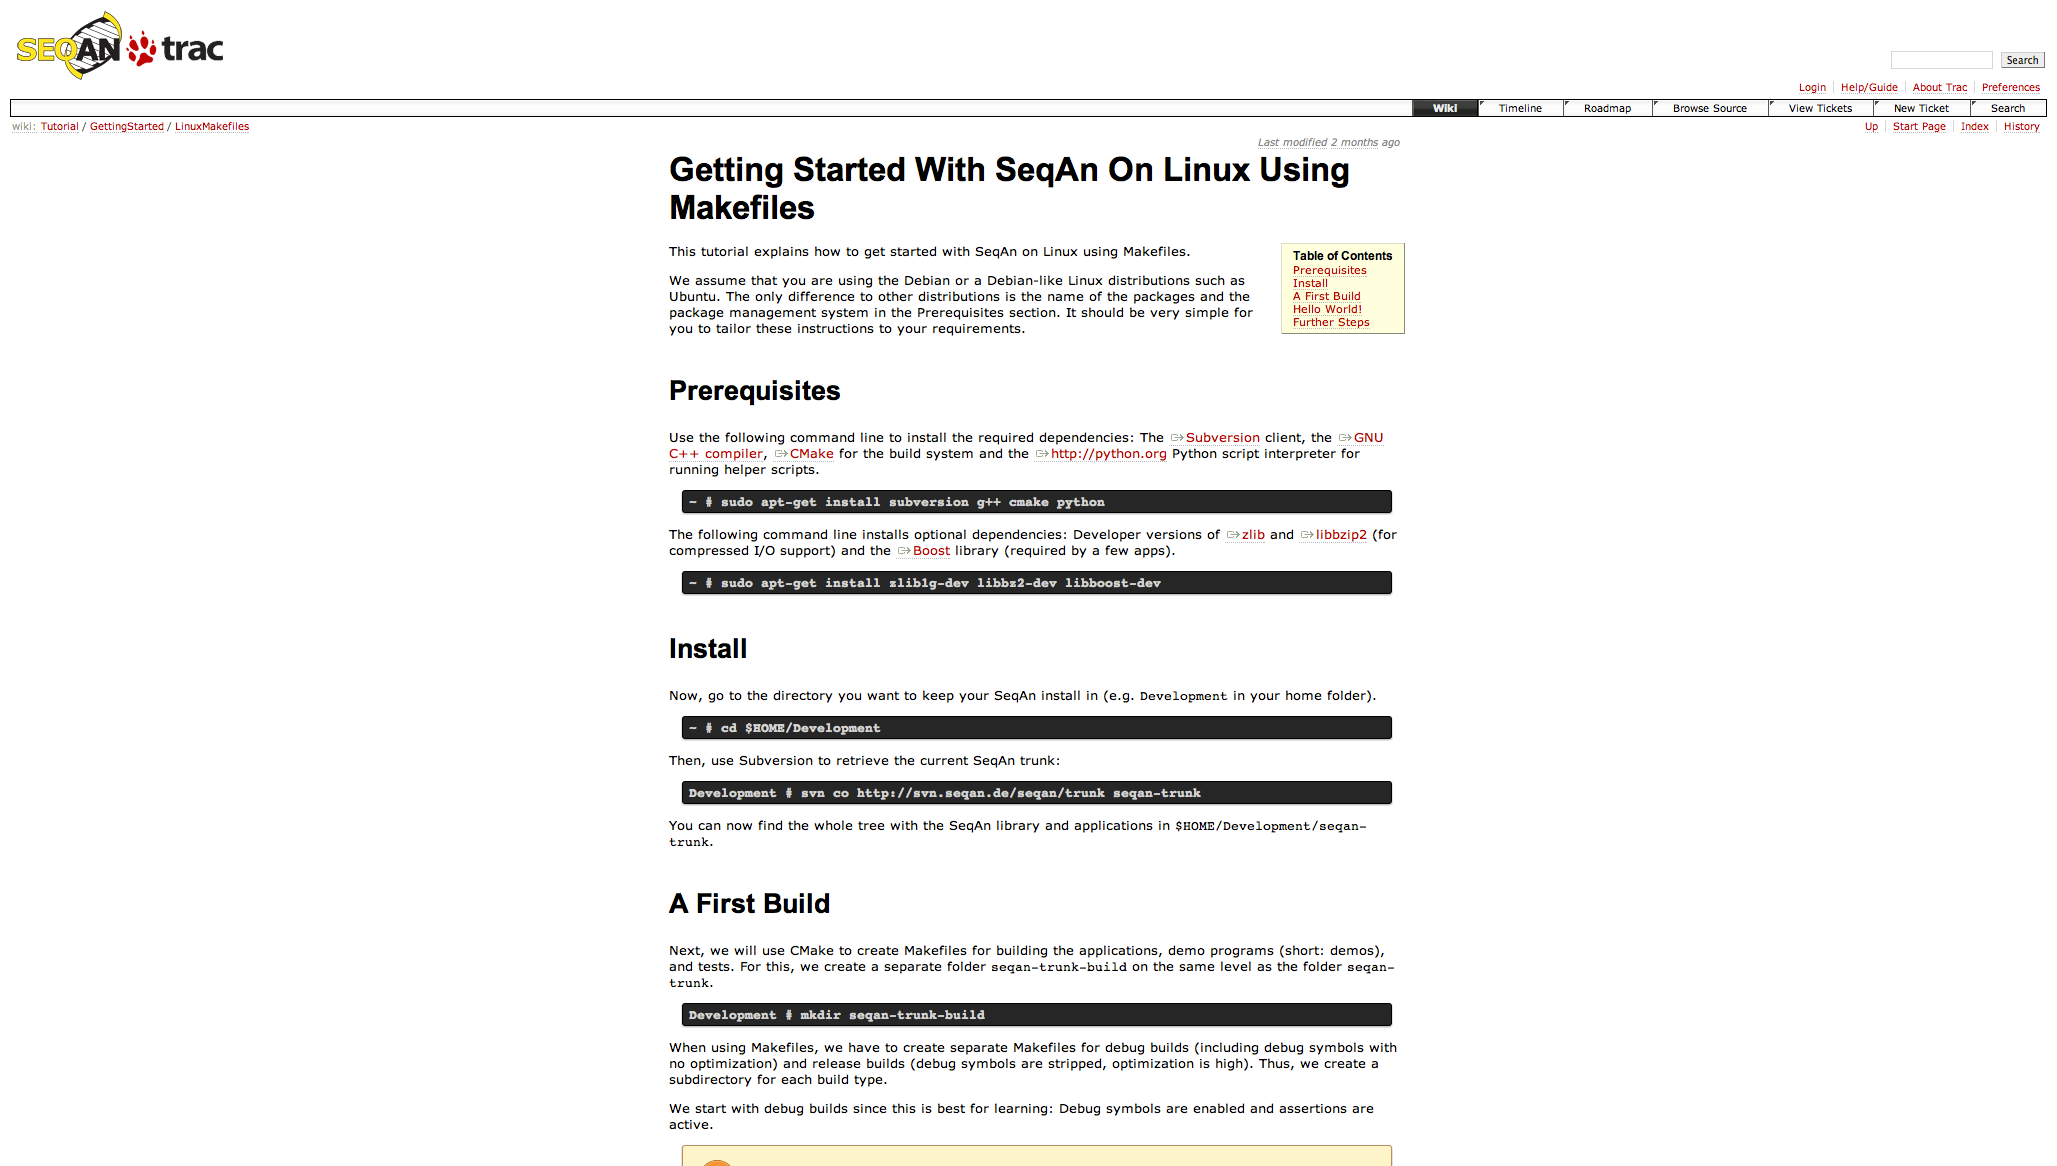 SEQAN trac
Search
Login Help/Guide About Trac Preferences
Wiki Timeline Roadmap Browse Source View Tickets New Ticket Search
wiki: Tutorial / GettingStarted / LinuxMakefiles
Up Start Page Index History
Last modified 2 months ago
Getting Started With SeqAn On Linux Using
Makefiles
This tutorial explains how to get started with SeqAn on Linux using Makefiles.
We assume that you are using the Debian or a Debian-like Linux distributions such as
Ubuntu. The only difference to other distributions is the name of the packages and the
package management system in the Prerequisites section. It should be very simple for
you to tailor these instructions to your requirements.
Table of Contents
Prerequisites
Install
A First Build
Hello World!
Further Steps
Prerequisites
Use the following command line to install the required dependencies: The Subversion client, the GNU
C++ compiler, CMake for the build system and the http://python.org Python script interpreter for
running helper scripts.
~ # sudo apt-get install subversion g++ cmake python
The following command line installs optional dependencies: Developer versions of zlib and libbzip2 (for
compressed I/O support) and the Boost library (required by a few apps).
~ # sudo apt-get install zlib1g-dev libbz2-dev libboost-dev
Install
Now, go to the directory you want to keep your SeqAn install in (e.g. Development in your home folder).
~ # cd $HOME/Development
Then, use Subversion to retrieve the current SeqAn trunk:
Development # svn co http://svn.seqan.de/seqan/trunk seqan-trunk
You can now find the whole tree with the SeqAn library and applications in $HOME/Development/seqan-
trunk.
A First Build
Next, we will use CMake to create Makefiles for building the applications, demo programs (short: demos),
and tests. For this, we create a separate folder seqan-trunk-build on the same level as the folder seqan-
trunk.
Development # mkdir seqan-trunk-build
When using Makefiles, we have to create separate Makefiles for debug builds (including debug symbols with
no optimization) and release builds (debug symbols are stripped, optimization is high). Thus, we create a
subdirectory for each build type.
We start with debug builds since this is best for learning: Debug symbols are enabled and assertions are
active.